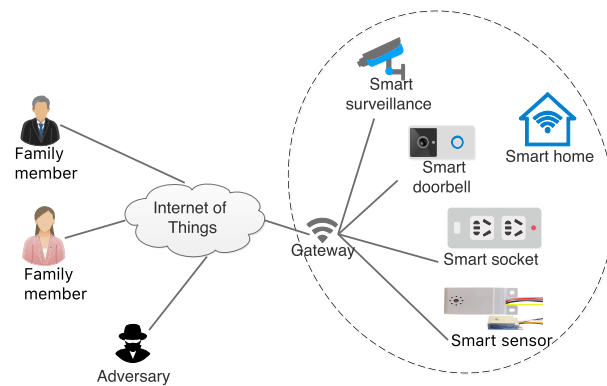 Smart
surveillance
Family
member
Smart
doorbell
Smart home
Internet of
Things
Gateway
Smart socket
Family
member
Smart sensor
Adversary